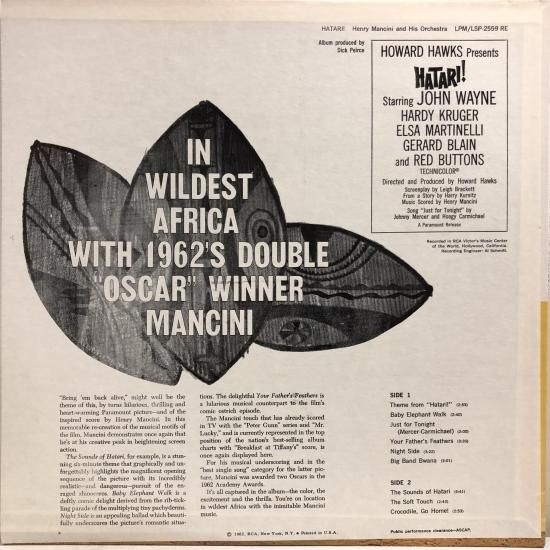 HATARI! Henry Mancini and His Orchestra LPM/LSP-2559 RE
Album produced by
Dick Peirce
HOWARD HAWKS Presents
HATARI!
Starring JOHN WAYNE
HARDY KRUGER
ELSA MARTINELLI
GERARD BLAIN
and RED BUTTONS
TECHNICOLOR®
Directed and Produced by Howard Hawks
Screenplay by Leigh Brackett
From a Story by Harry Kurnitz
Music Scored by Henry Mancini
Song "Just for Tonight" by
Johnny Mercer and Hoagy Carmichael
A Paramount Release
Recorded in RCA Victor's Music Center
of the World, Hollywood, California.
Recording Engineer: Al Schmitt.
IN
WILDEST
AFRICA
WITH 1962'S DOUBLE
"OSCAR" WINNER
MANCINI
"Bring 'em back alive," might well be the
theme of this, by turns hilarious, thrilling and
heart-warming Paramount picture—and of the
inspired score by Henry Mancini. In this
memorable re-creation of the musical motifs of
the film, Mancini demonstrates once again that
he's at his creative peak in brightening screen
action.
The Sounds of Hatari, for example, is a stun-
ning six-minute theme that graphically and un-
forgettably highlights the magnificent opening
sequence of the picture with its incredibly
realistic—and dangerous—pursuit of the en-
raged rhinoceros. Baby Elephant Walk is a
deftly comic delight derived from the rib-tick-
ling parade of the multiplying tiny pachyderms.
Night Side is an appealing ballad which beauti-
fully underscores the picture's romantic situa-
tions. The delightful Your Father's Feathers is
a hilarious musical counterpart to the film's
comic ostrich episode.
The Mancini touch that has already scored
in TV with the "Peter Gunn" series and "Mr.
Lucky," and is currently represented in the top
position of the nation's best-selling album
charts with "Breakfast at Tiffany's" score, is
once again displayed here.
For his musical underscoring and in the
"best single song" category for the latter pic-
ture, Mancini was awarded two Oscars in the
1962 Academy Awards.
It's all captured in the album—the color, the
excitement and the thrills. You're on location
in wildest Africa with the inimitable Mancini
music.
SIDE 1
Theme from "Hatari!"
Baby Elephant Walk
Just for Tonight
(Mercer-Carmichael)
Your Father's Feathers
Night Side
Big Band Bwana
SIDE 2
The Sounds of Hatari
The Soft Touch
Crocodile, Go Home!
© 1962, RCA, New York, N.Y. • Printed in U.S.A.
Public performance clearance—ASCAP.